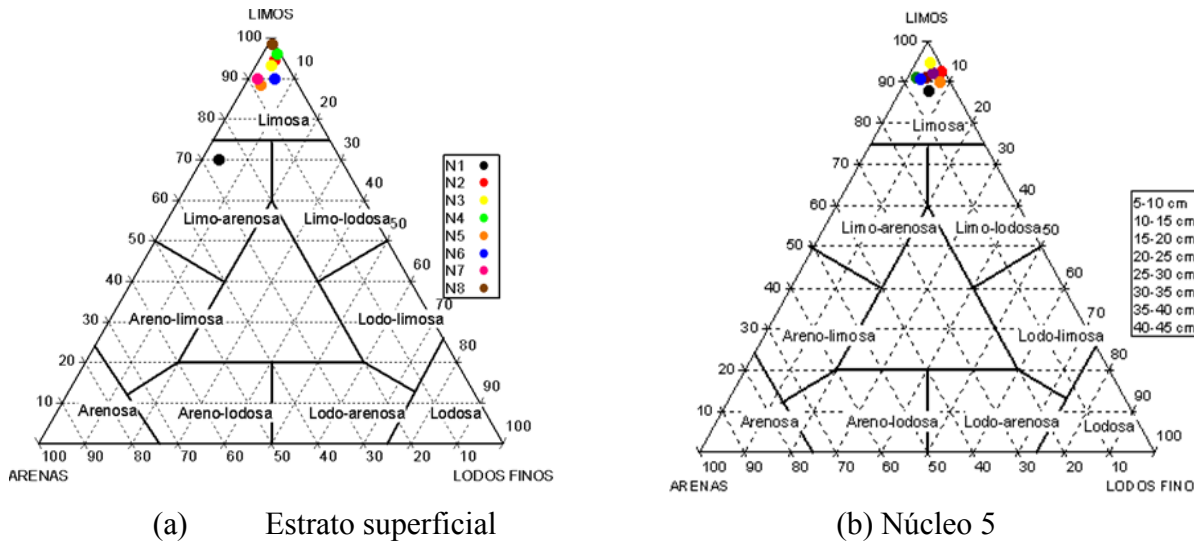 LIMOS
100
90
80
70
60
50
40
30
20
10
10
20
30
40
50
60
70
80
90
100
100 90 80 70 60 50 40 30 20 10
ARENAS
LODOS FINOS
Limosa
Limo-arenosa
Limo-lodosa
Areno-limosa
Lodo-limosa
Arenosa
Areno-lodosa
Lodo-arenosa
Lodosa
N1
N2
N3
N4
N5
N6
N7
N8
(a) Estrato superficial
LIMOS
100
90
80
70
60
50
40
30
20
10
10
20
30
40
50
60
70
80
90
100
100 90 80 70 60 50 40 30 20 10
ARENAS
LODOS FINO
Limosa
Limo-arenosa
Limo-lodosa
Areno-limosa
Lodo-limosa
Arenosa
Areno-lodosa
Lodo-arenosa
Lodosa
5-10 cm
10- 15 cm
15- 20 cm
20- 25 cm
25- 30 cm
30- 35 cm
35- 40 cm
40- 45 cm
(b) Núcleo 5